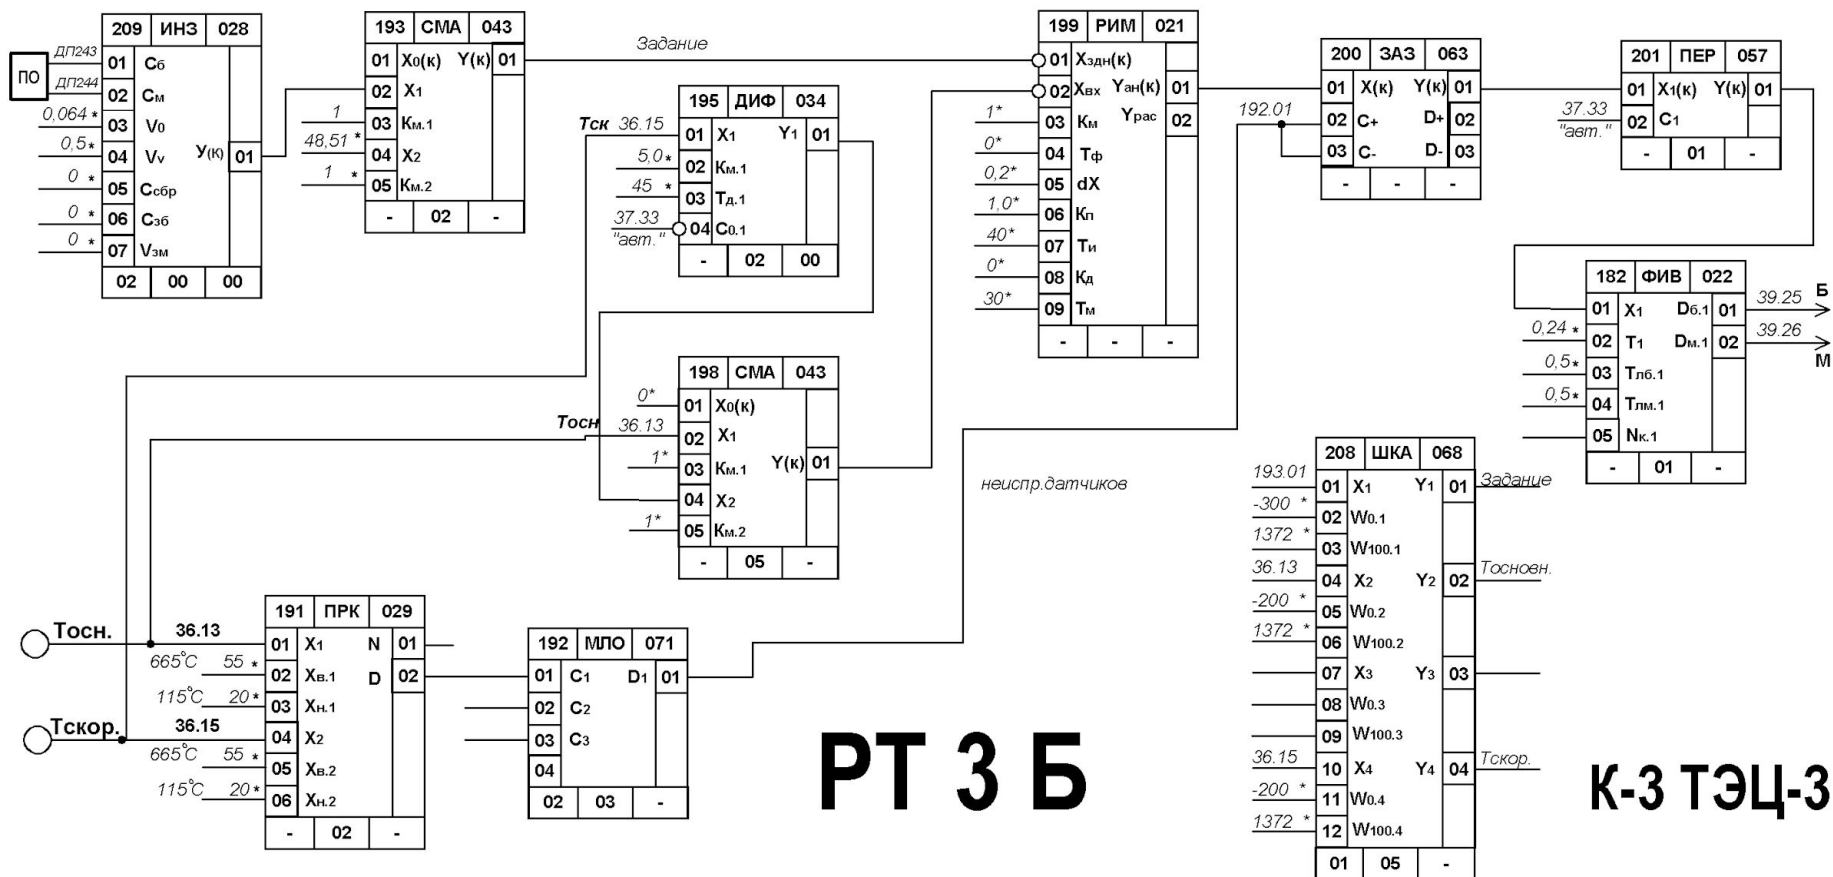 209 ИНЗ 028
ПО
ДП243
ДП244
01 Сб
02 См
0,064 * 03 V0
0,5* 04 Vv У(К) 01
0 * 05 Ссбр
0 * 06 Сзб
0 * 07 Vзм
02 00 00
193 СМА 043
01 X0(к) Y(к) 01
02 X1
1 03 Км.1
48,51* 04 X2
1 * 05 Км.2
- 02 -
Задание
195 ДИФ 034
Тск 36.15 01 X1 Y1 01
5,0* 02 Км.1
45 * 03 Тд.1
37.33 "авт." 04 С0.1
- 02 00
199 РИМ 021
01 Xздн(к)
02 Xвх Yан(к) 01
1* 03 Км Yрас 02
0* 04 Тф
0,2* 05 dX
1,0* 06 Кп
40* 07 Ти
0* 08 Кд
30* 09 Тм
- - -
200 ЗАЗ 063
01 X(к) Y(к) 01
192.01 02 С+ D+ 02
03 С- D- 03
- - -
201 ПЕР 057
01 X1(к) Y(к) 01
37.33 "авт." 02 С1
- 01 -
182 ФИВ 022
01 X1 Dб.1 01 39.25 Б
0,24 * 02 Т1 Dм.1 02 39.26 М
0,5* 03 Тлб.1
0,5* 04 Тлм.1
05 Nк.1
- 01 -
198 СМА 043
0* 01 X0(к)
Тосн 36.13 02 X1
1* 03 Км.1 Y(к) 01
04 X2
1* 05 Км.2
- 05 -
неиспр.датчиков
208 ШКА 068
193.01 01 X1 Y1 01 Задание
-300 * 02 W0.1
1372 * 03 W100.1
36.13 04 X2 Y2 02 Тосновн.
-200 * 05 W0.2
1372 * 06 W100.2
07 X3 Y3 03
08 W0.3
09 W100.3
36.15 10 X4 Y4 04 Тскор.
-200 * 11 W0.4
1372 * 12 W100.4
01 05 -
191 ПРК 029
Тосн. 36.13 01 X1 N 01
665°С 55 * 02 Xв.1 D 02
115°С 20 * 03 Xн.1
Тскор. 36.15 04 X2
665°С 55 * 05 Xв.2
115°С 20* 06 Xн.2
- 02 -
192 МЛО 071
01 С1 D1 01
02 С2
03 С3
04
02 03 -
РТ 3 Б
К-3 ТЭЦ-3